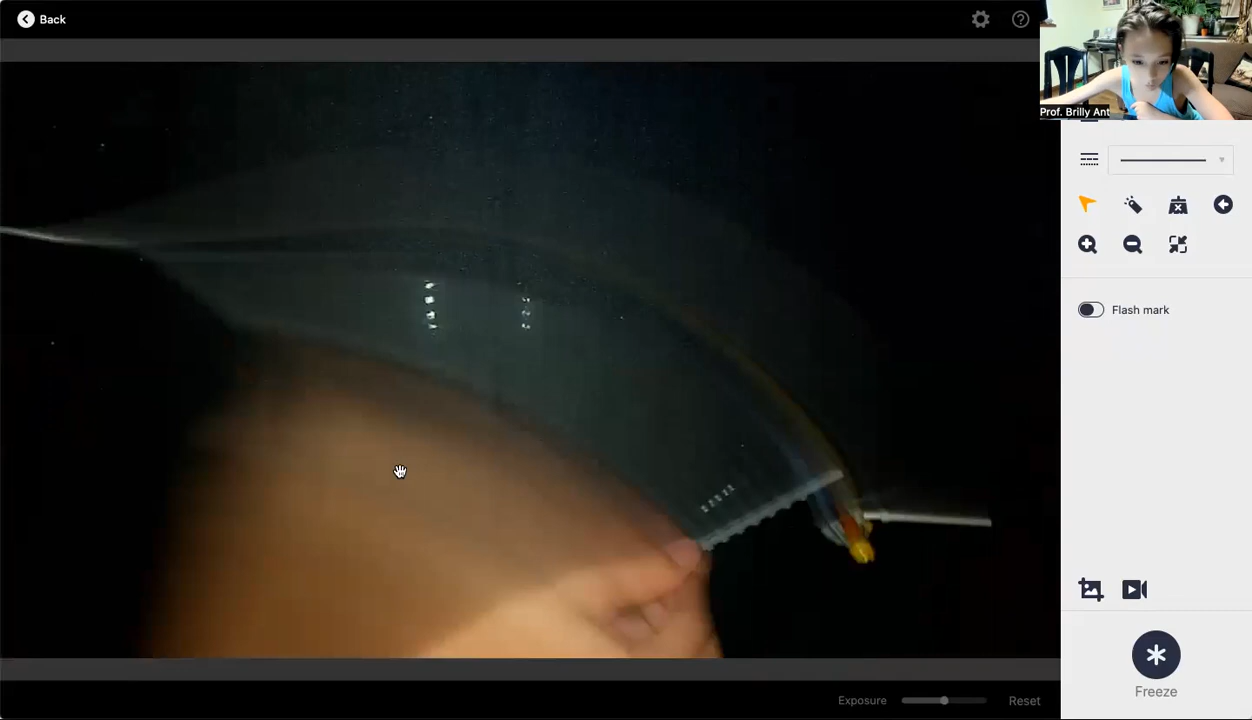 Back
Prof. Brilly Ant
Flash mark
Freeze
Exposure
Reset